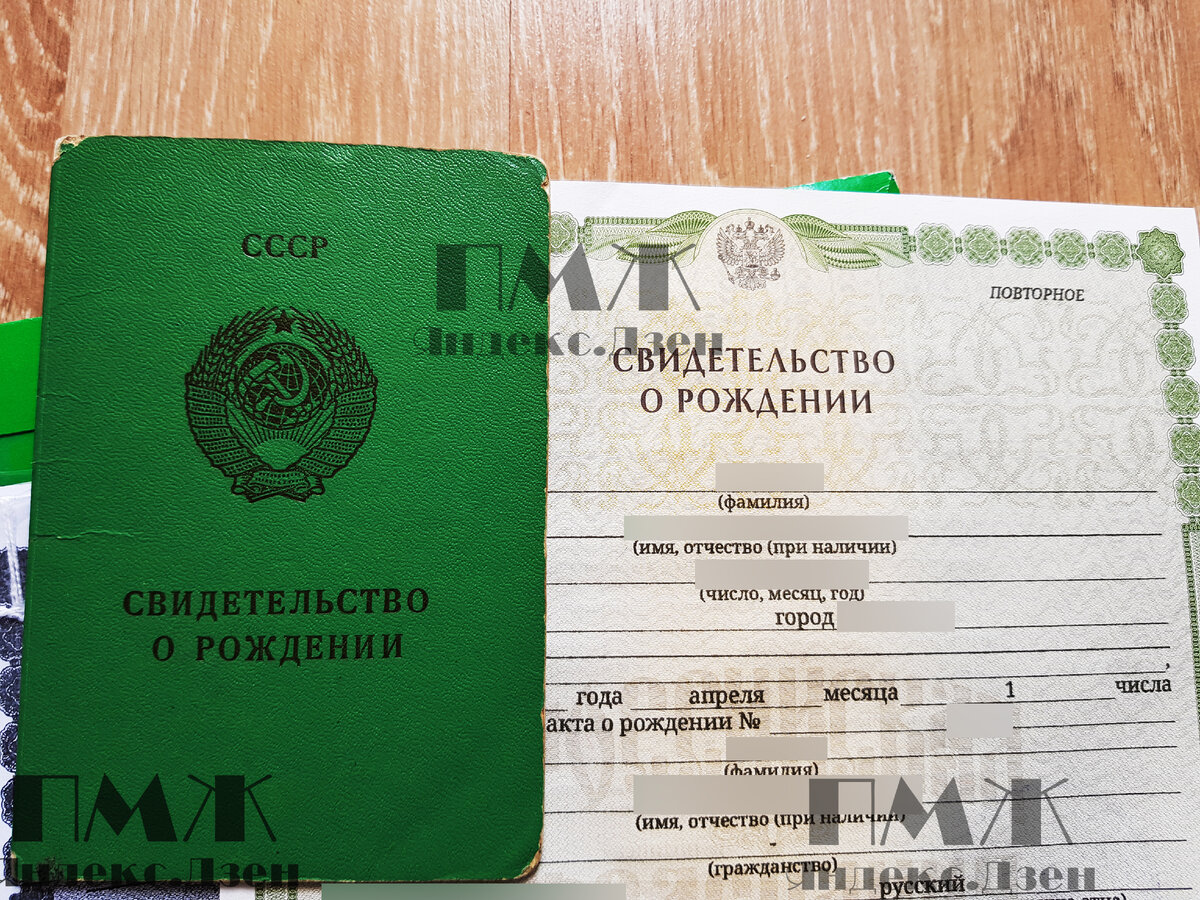 СССР
СВИДЕТЕЛЬСТВО
О РОЖДЕНИИ
ПОВТОРНОЕ
СВИДЕТЕЛЬСТВО
О РОЖДЕНИИ
(фамилия)
(имя, отчество (при наличии)
(число, месяц, год)
город
года апреля месяца 1 числа
акта о рождении №
(фамилия)
(имя, отчество (при наличии)
(гражданство)
русский
ПМЖ
Яндекс.Дзен
ПМЖ
Яндекс.Дзен
ПМЖ
Яндекс.Дзен